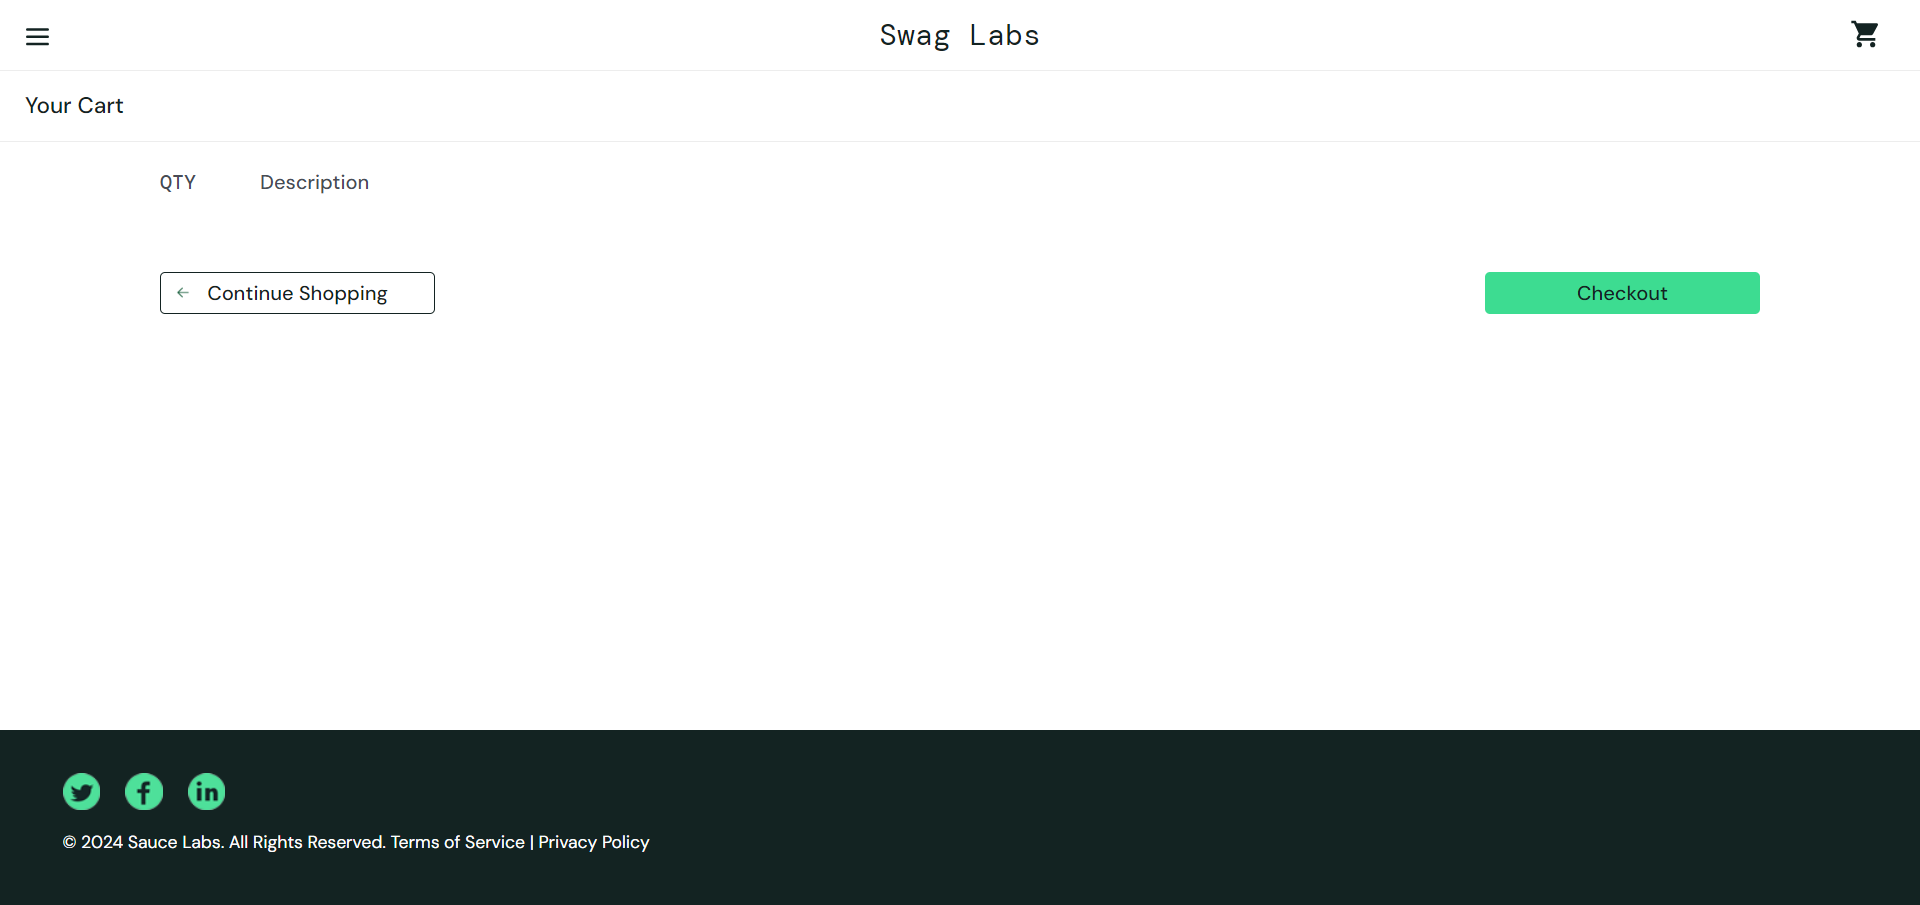 Swag Labs
Your Cart
QTY Description
Continue Shopping
Checkout
© 2024 Sauce Labs. All Rights Reserved. Terms of Service | Privacy Policy